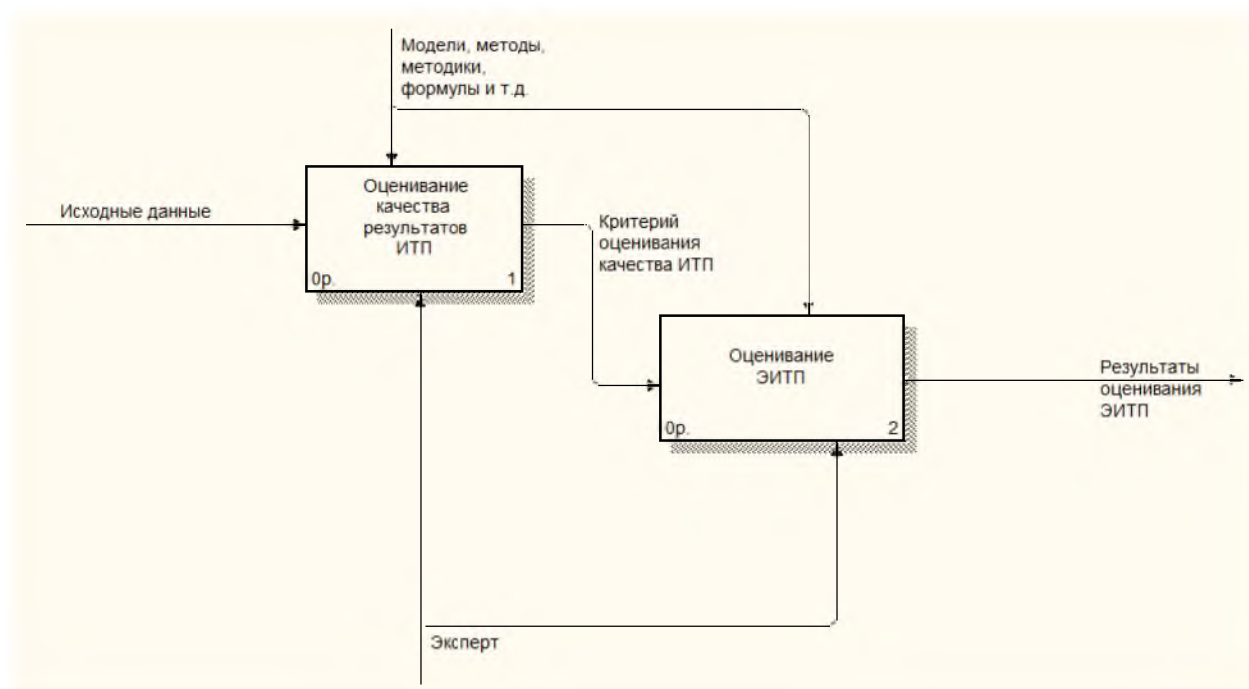 Модели, методы,
методики,
формулы и т.д.
Исходные данные
Оценивание
качества
результатов
ИТП
0р.
1
Критерий
оценивания
качества ИТП
Оценивание
ЭИТП
0р.
2
Результаты
оценивания
ЭИТП
Эксперт